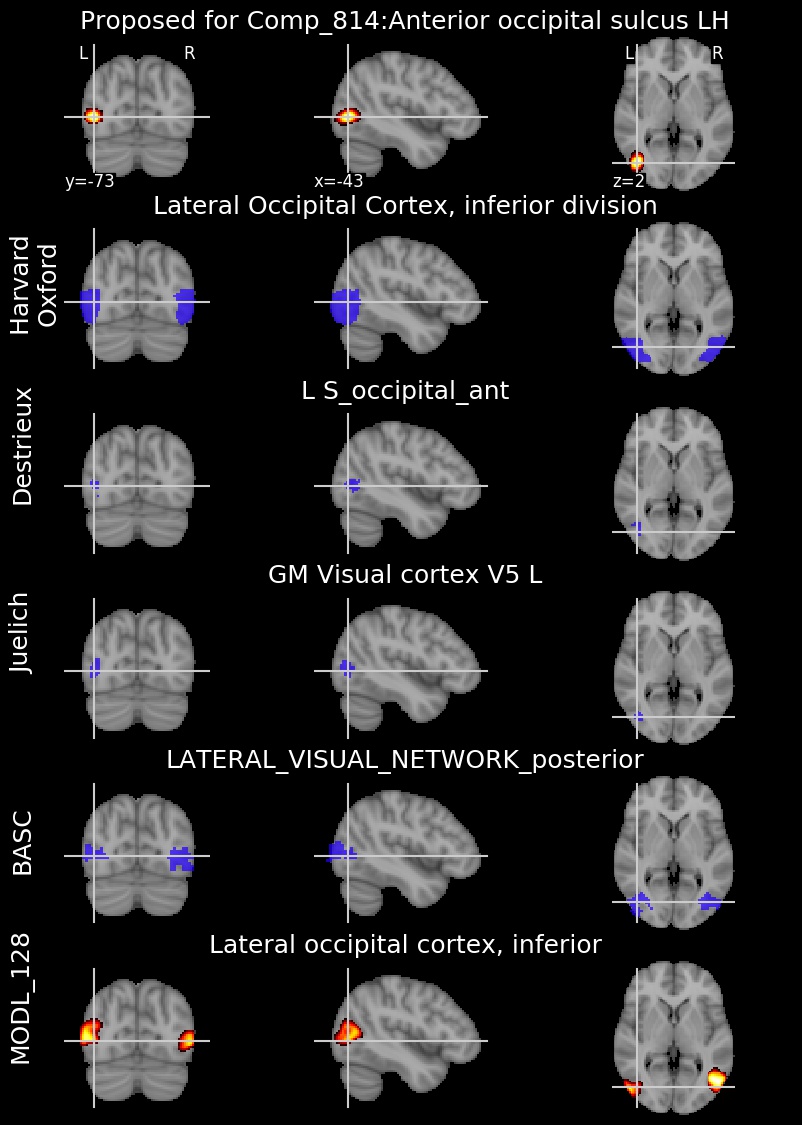 Proposed for Comp_814:Anterior occipital sulcus LH
L R
L R
y=-73 x=-43 z=2
Lateral Occipital Cortex, inferior division
Harvard
Oxford
L S_occipital_ant
Destrieux
GM Visual cortex V5 L
Juelich
LATERAL_VISUAL_NETWORK_posterior
BASC
Lateral occipital cortex, inferior
MODL_128